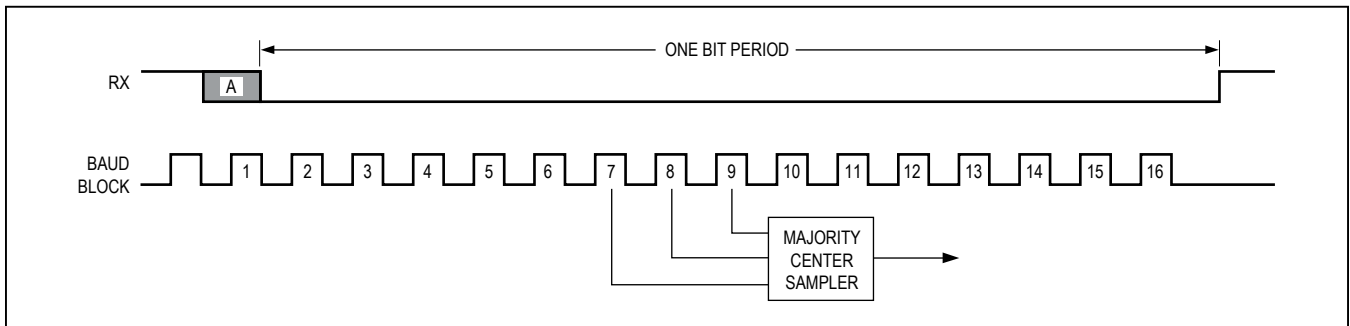 ONE BIT PERIOD
RX
A
BAUD
BLOCK
1 2 3 4 5 6 7 8 9 10 11 12 13 14 15 16
MAJORITY
CENTER
SAMPLER